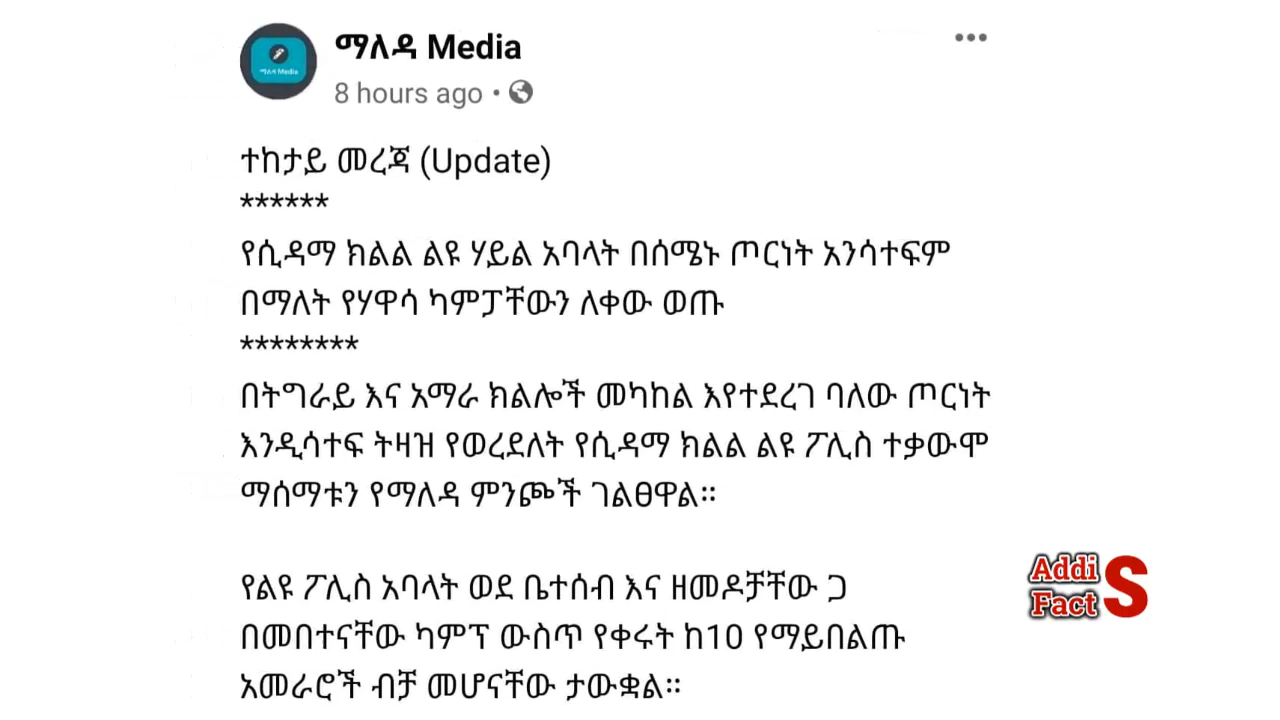 ማለዳ Media
ማለዳ Media
8 hours ago
ተከታይ መረጃ (Update)
******
የሲዳማ ክልል ልዩ ሃይል አባላት በሰሜኑ ጦርነት አንሳተፍም
በማለት የሃዋሳ ካምፓቸውን ለቀው ወጡ
********
በትግራይ እና አማራ ክልሎች መካከል እየተደረገ ባለው ጦርነት
እንዲሳተፍ ትዛዝ የወረደለት የሲዳማ ክልል ልዩ ፖሊስ ተቃውሞ
ማሰማቱን የማለዳ ምንጮች ገልፀዋል።
የልዩ ፖሊስ አባላት ወደ ቤተሰብ እና ዘመዶቻቸው ጋ
በመበተናቸው ካምፕ ውስጥ የቀሩት ከ10 የማይበልጡ
አመራሮች ብቻ መሆናቸው ታውቋል።
Addi
Fact S